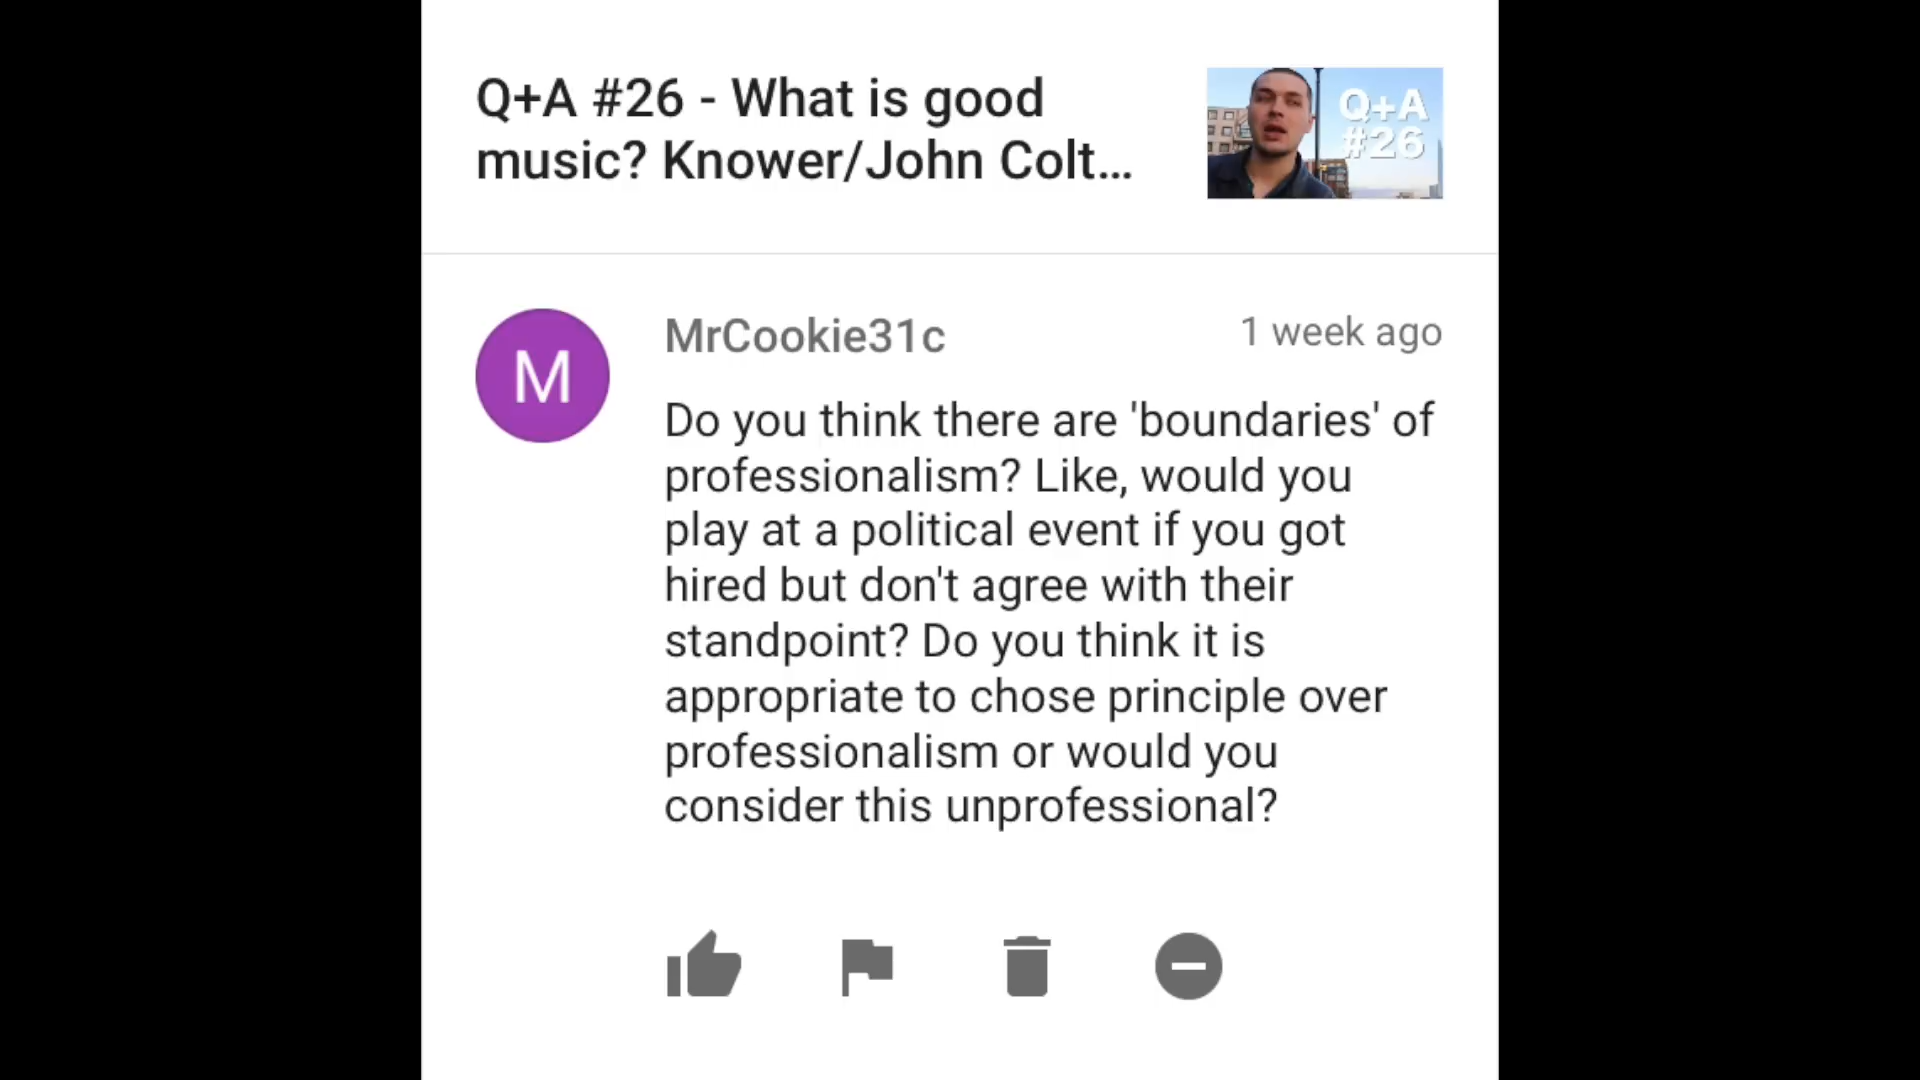 Q+A #26 - What is good
music? Knower/John Colt...
Q+A
#26
M
MrCookie31c
1 week ago
Do you think there are 'boundaries' of
professionalism? Like, would you
play at a political event if you got
hired but don't agree with their
standpoint? Do you think it is
appropriate to chose principle over
professionalism or would you
consider this unprofessional?